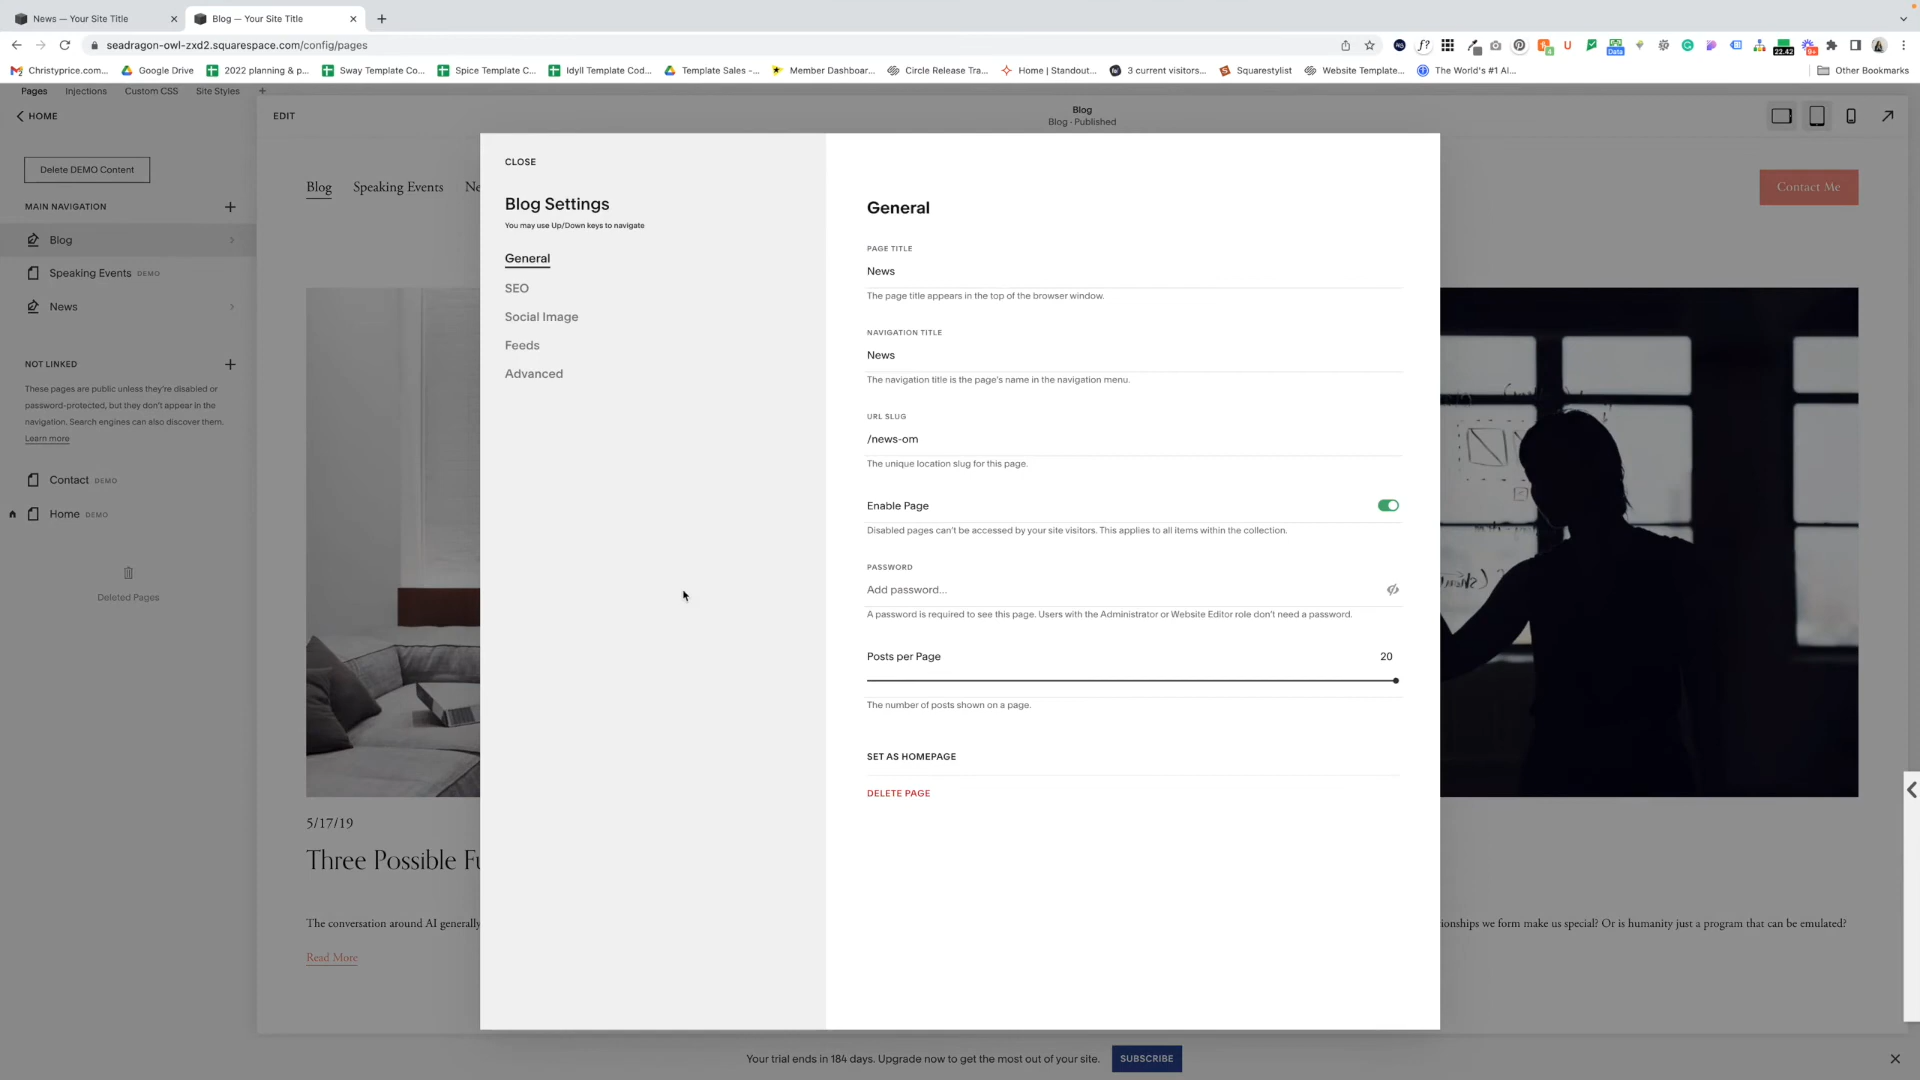 News — Your Site Title
Blog — Your Site Title
seadragon-owl-zxd2.squarespace.com/config/pages
Christyprice.com...
Google Drive
2022 planning & p...
Sway Template Co...
Spice Template C...
Idyll Template Cod...
Template Sales -...
Member Dashboar...
Circle Release Tra...
Home | Standout...
3 current visitors...
Squarestylist
Website Template...
The World's #1 AI...
Other Bookmarks
Pages
Injections
Custom CSS
Site Styles
HOME
EDIT
Blog
Blog · Published
Delete DEMO Content
MAIN NAVIGATION
Blog
Speaking Events DEMO
News
NOT LINKED
These pages are public unless they're disabled or
password-protected, but they don't appear in the
navigation. Search engines can also discover them.
Learn more
Contact DEMO
Home DEMO
Deleted Pages
Blog
Speaking Events
Contact Me
CLOSE
Blog Settings
You may use Up/Down keys to navigate
General
SEO
Social Image
Feeds
Advanced
General
PAGE TITLE
News
The page title appears in the top of the browser window.
NAVIGATION TITLE
News
The navigation title is the page's name in the navigation menu.
URL SLUG
/news-om
The unique location slug for this page.
Enable Page
Disabled pages can't be accessed by your site visitors. This applies to all items within the collection.
PASSWORD
Add password...
A password is required to see this page. Users with the Administrator or Website Editor role don't need a password.
Posts per Page
20
The number of posts shown on a page.
SET AS HOMEPAGE
DELETE PAGE
5/17/19
Three Possible
The conversation around AI generally
ionships we form make us special? Or is humanity just a program that can be emulated?
Read More
Your trial ends in 184 days. Upgrade now to get the most out of your site.
SUBSCRIBE